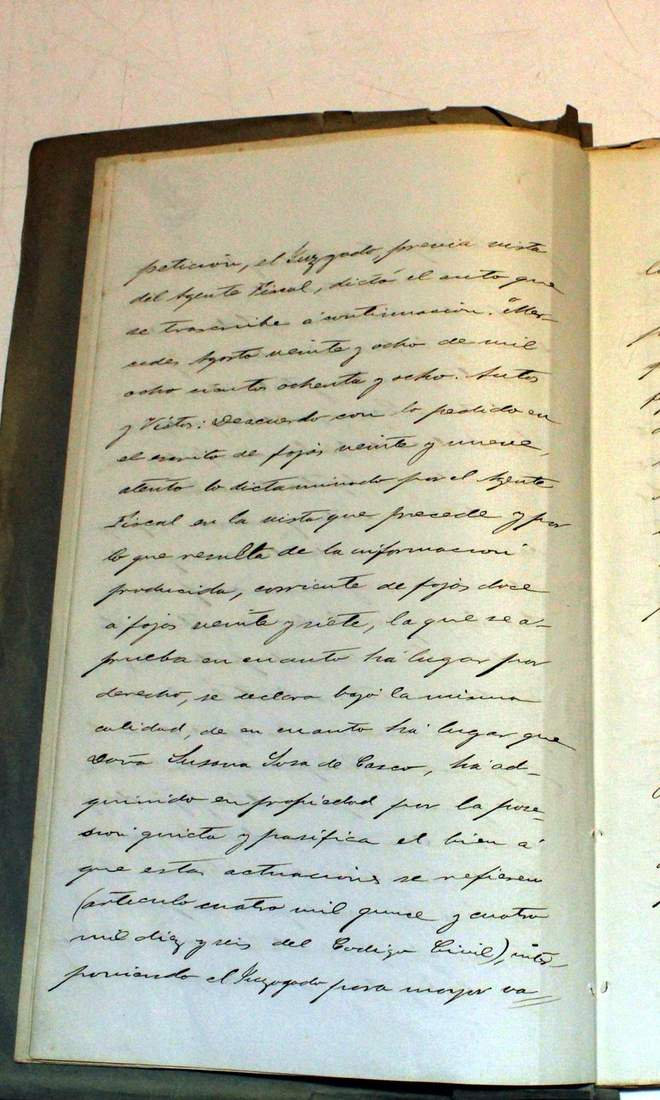 petición, el Juzgado, previa vista
del Agente Fiscal, dictó el auto que
se trascribe á continuacion. "Mer-
cedes Agosto veinte y ocho de mil
ocho cientos ochenta y ocho. Autos
y Vistos: De acuerdo con lo pedido en
el escrito de fojas veinte y nueve,
atento lo dictaminado por el Agente
Fiscal en la vista que precede y por
lo que resulta de la informacion
producida, corriente de fojas doce
á fojas veinte y siete, la que se a-
prueba en cuanto há lugar por
derecho, se declara bajo la misma
calidad, de en cuanto há lugar que
Doña Susana Sosa de Casco, há ad-
quirido en propiedad por la pose-
sion quieta y pasifica el bien á
que estas actuaciones se refieren
(articulo cuatro mil quince y cuatro
mil diez y seis del Codigo Civil), inter-
poniendo el Juzgado para mayor va-